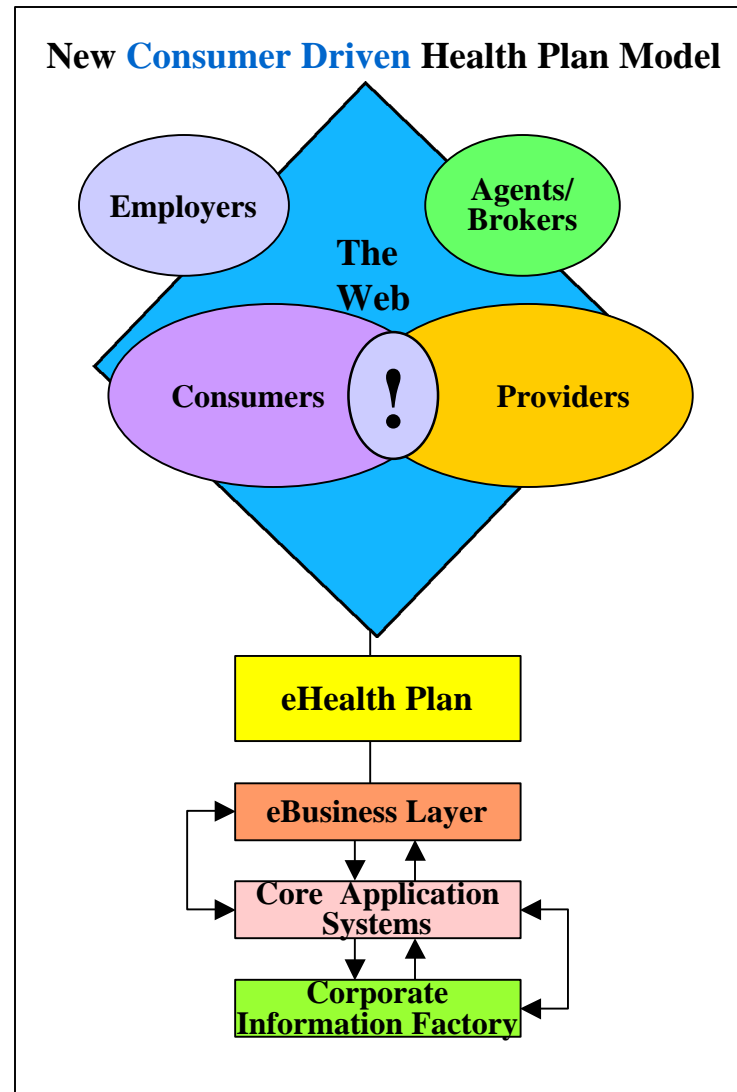 New Consumer Driven Health Plan Model
Employers
Agents/
Brokers
The
Web
Consumers
!
Providers
eHealth Plan
eBusiness Layer
Core Application
Systems
Corporate
Information Factory